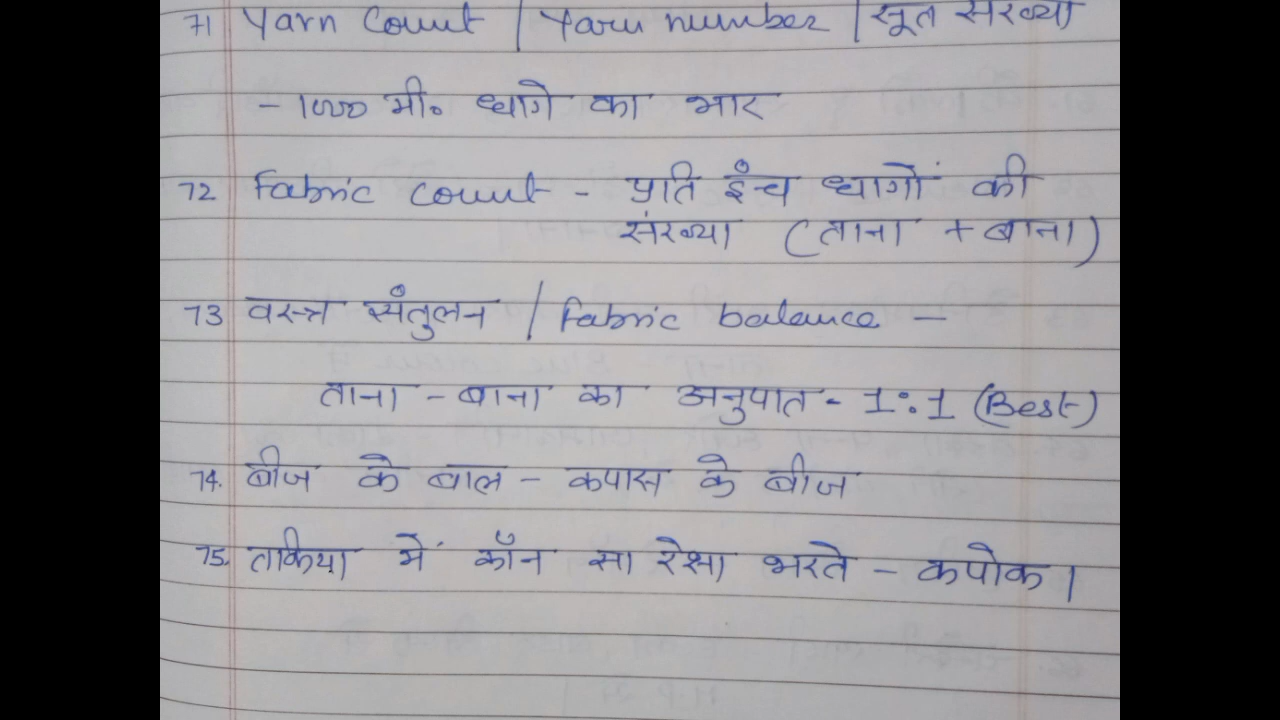 71 Yarn Count / Yarn number / सूत संख्या
- 1000 मी० धागे का भार
72 Fabric count - प्रति इंच धागों की
संख्या (ताना + बाना)
73 वस्त्र संतुलन / Fabric balance -
ताना - बाना का अनुपात - 1:1 (Best)
74. बीज के बाल - कपास के बीज
75. तकिया में कौन सा रेशा भरते - कपोक।